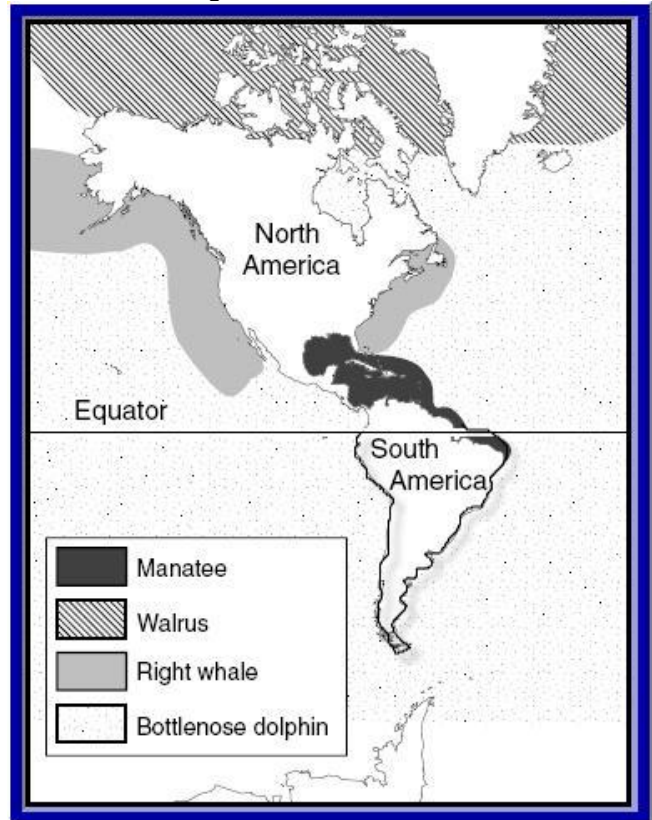 North
America
Equator
South
America
Manatee
Walrus
Right whale
Bottlenose dolphin